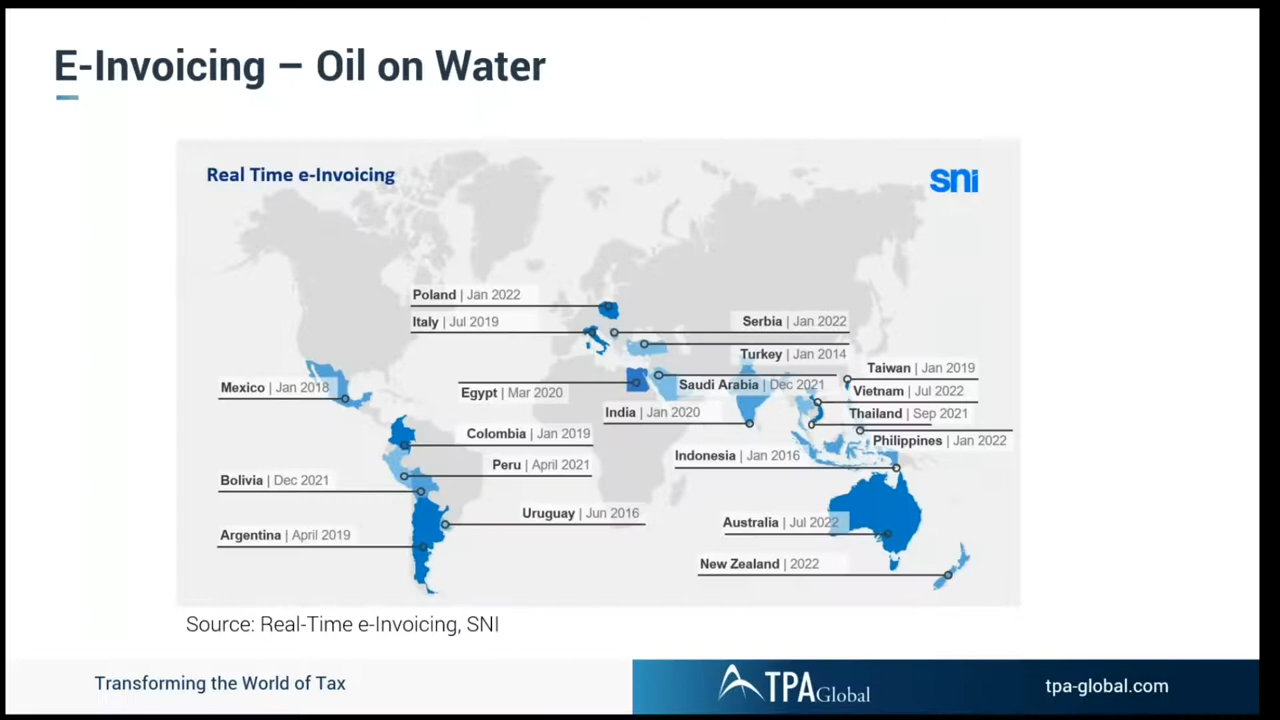 E-Invoicing – Oil on Water
Real Time e-Invoicing
sni
Poland | Jan 2022
Italy | Jul 2019
Serbia | Jan 2022
Turkey | Jan 2014
Taiwan | Jan 2019
Mexico | Jan 2018
Egypt | Mar 2020
Saudi Arabia | Dec 2021
Vietnam | Jul 2022
India | Jan 2020
Thailand | Sep 2021
Colombia | Jan 2019
Philippines | Jan 2022
Peru | April 2021
Indonesia | Jan 2016
Bolivia | Dec 2021
Uruguay | Jun 2016
Australia | Jul 2022
Argentina | April 2019
New Zealand | 2022
Source: Real-Time e-Invoicing, SNI
Transforming the World of Tax
TPA Global
tpa-global.com